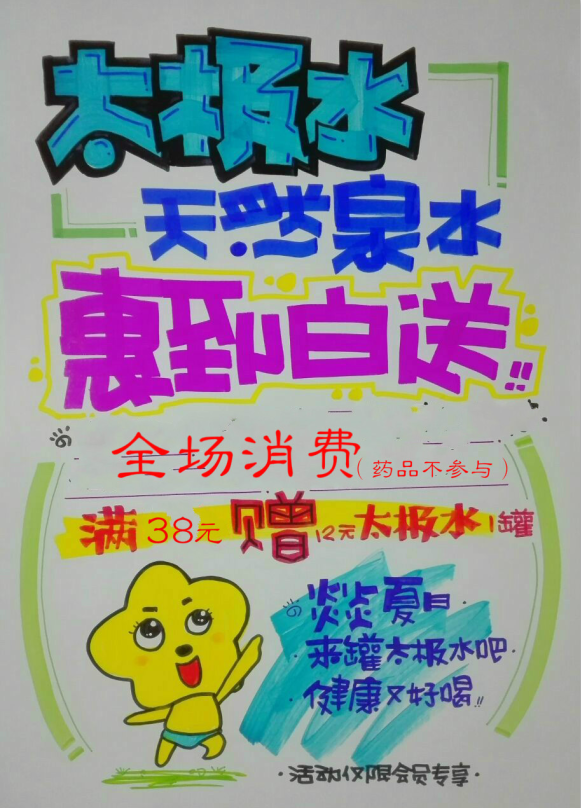 太极水
天然泉水
惠到白送!!
全场消费(药品不参与)
满38元赠12元太极水1罐
炎炎夏日·
来罐太极水吧·
健康又好喝!!
·活动仅限会员专享·